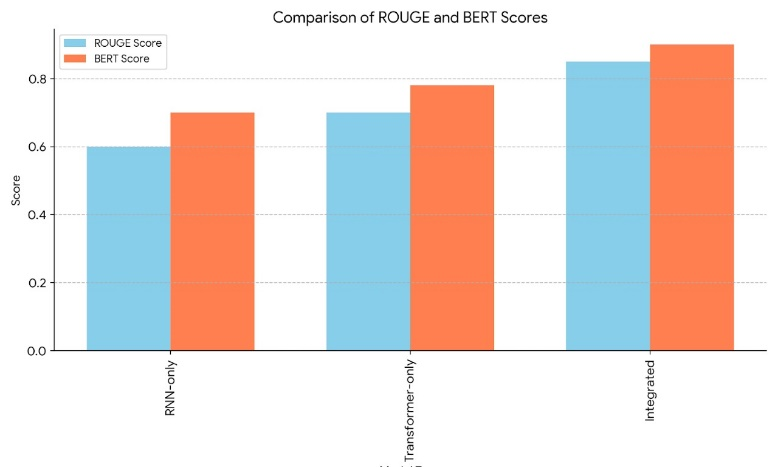 Comparison of ROUGE and BERT Scores
ROUGE Score
BERT Score
0.8
0.6
0.4
0.2
0.0
Score
RNN-only
Transformer-only
Integrated